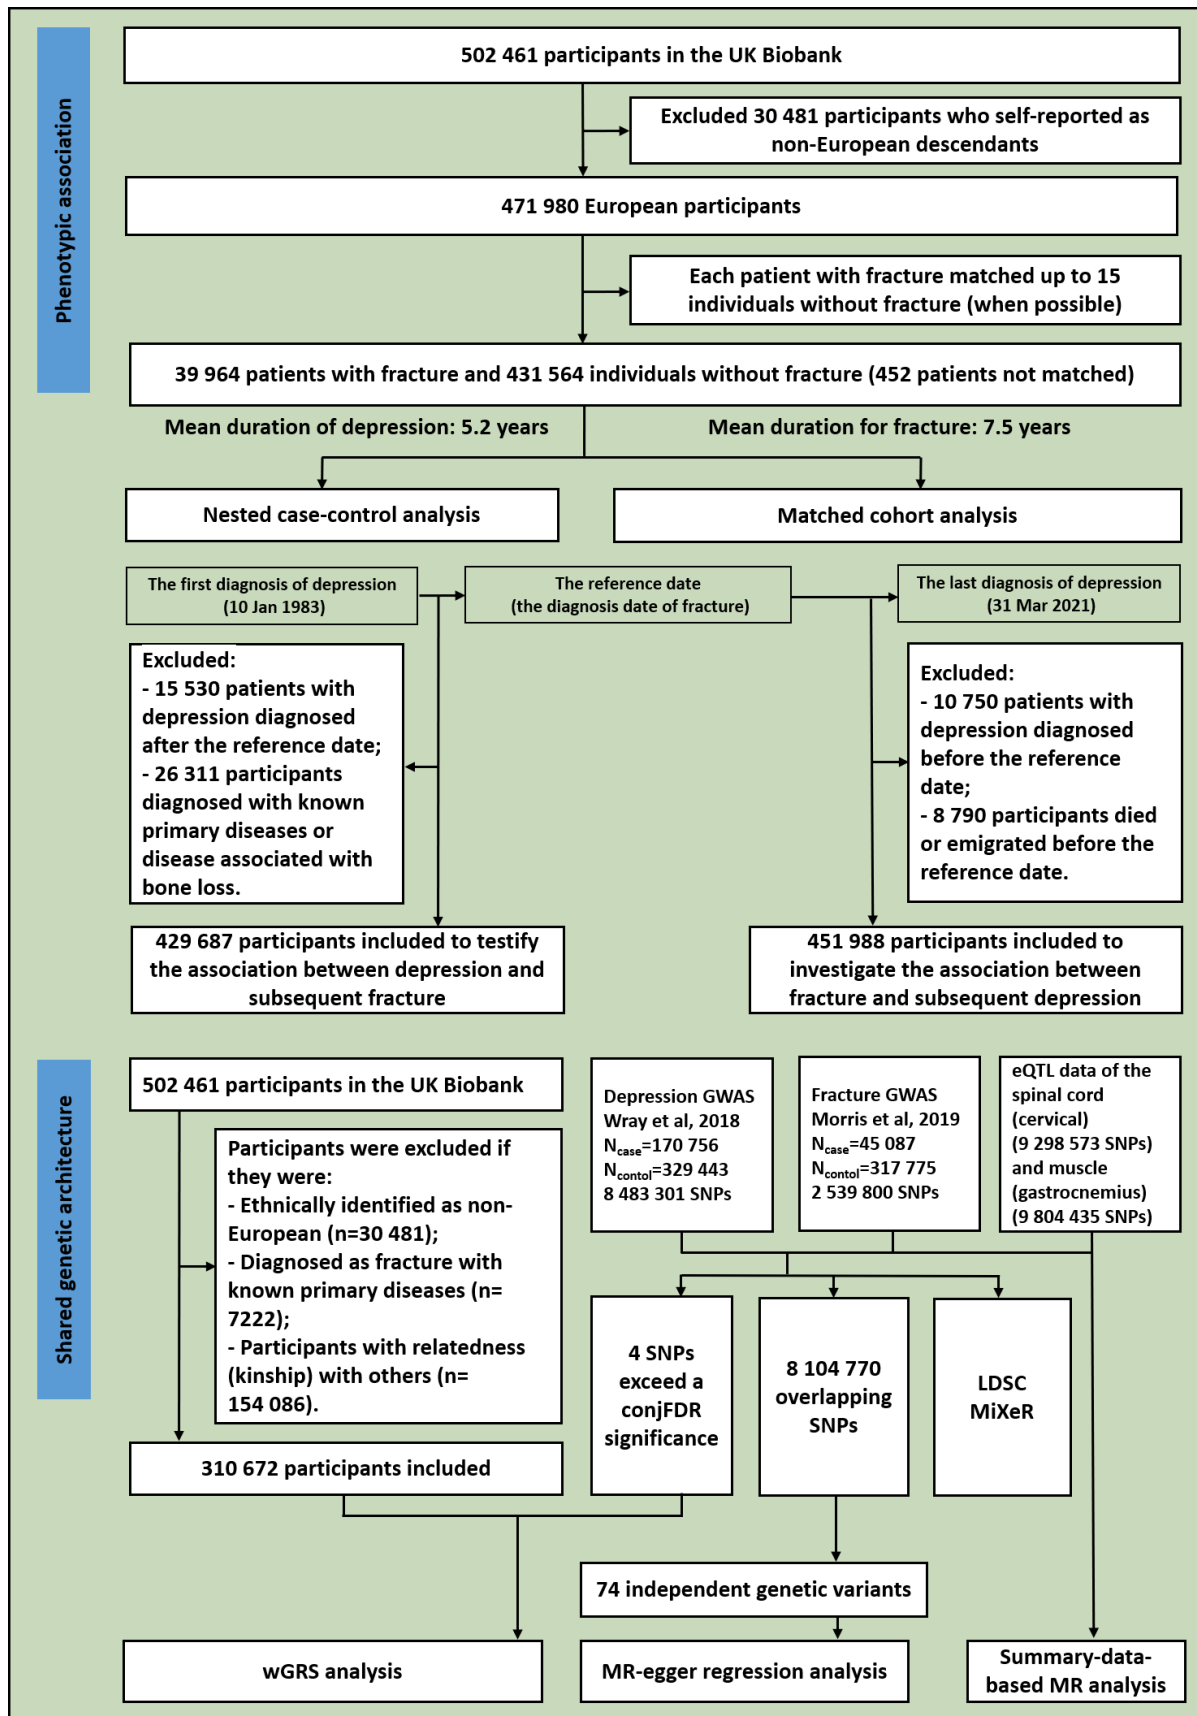 Phenotypic association
502 461 participants in the UK Biobank
Excluded 30 481 participants who self-reported as
non-European descendants
471 980 European participants
Each patient with fracture matched up to 15
individuals without fracture (when possible)
39 964 patients with fracture and 431 564 individuals without fracture (452 patients not matched)
Mean duration of depression: 5.2 years
Mean duration for fracture: 7.5 years
Nested case-control analysis
Matched cohort analysis
The first diagnosis of depression
(10 Jan 1983)
The reference date
(the diagnosis date of fracture)
The last diagnosis of depression
(31 Mar 2021)
Excluded:
- 15 530 patients with
depression diagnosed
after the reference date;
- 26 311 participants
diagnosed with known
primary diseases or
disease associated with
bone loss.
Excluded:
- 10 750 patients with
depression diagnosed
before the reference
date;
- 8 790 participants died
or emigrated before the
reference date.
429 687 participants included to testify
the association between depression and
subsequent fracture
451 988 participants included to
investigate the association between
fracture and subsequent depression
Shared genetic architecture
502 461 participants in the UK Biobank
Participants were excluded if
they were:
- Ethnically identified as non-
European (n=30 481);
- Diagnosed as fracture with
known primary diseases (n=
7222);
- Participants with relatedness
(kinship) with others (n=
154 086).
310 672 participants included
Depression GWAS
Wray et al, 2018
Ncase=170 756
Ncontol=329 443
8 483 301 SNPs
Fracture GWAS
Morris et al, 2019
Ncase=45 087
Ncontol=317 775
2 539 800 SNPs
eQTL data of the
spinal cord
(cervical)
(9 298 573 SNPs)
and muscle
(gastrocnemius)
(9 804 435 SNPs)
4 SNPs
exceed a
conjFDR
significance
8 104 770
overlapping
SNPs
LDSC
MiXeR
74 independent genetic variants
wGRS analysis
MR-egger regression analysis
Summary-data-
based MR analysis